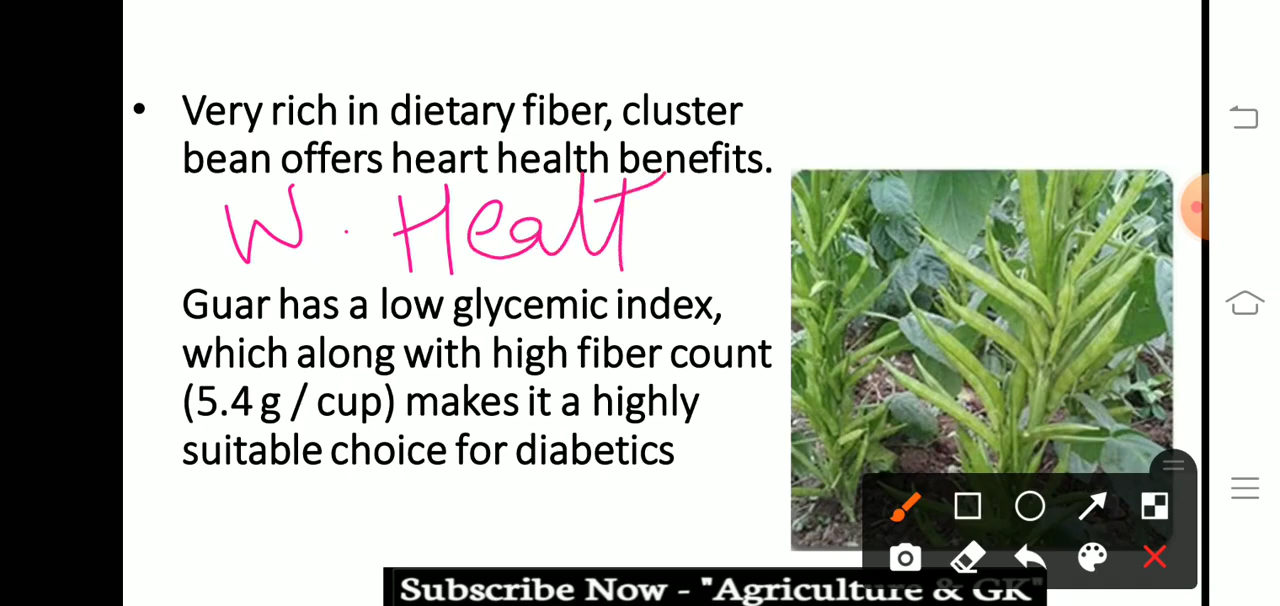 • Very rich in dietary fiber, cluster
bean offers heart health benefits.
W. Healt
Guar has a low glycemic index,
which along with high fiber count
(5.4 g / cup) makes it a highly
suitable choice for diabetics
Subscribe Now - "Agriculture & GK"